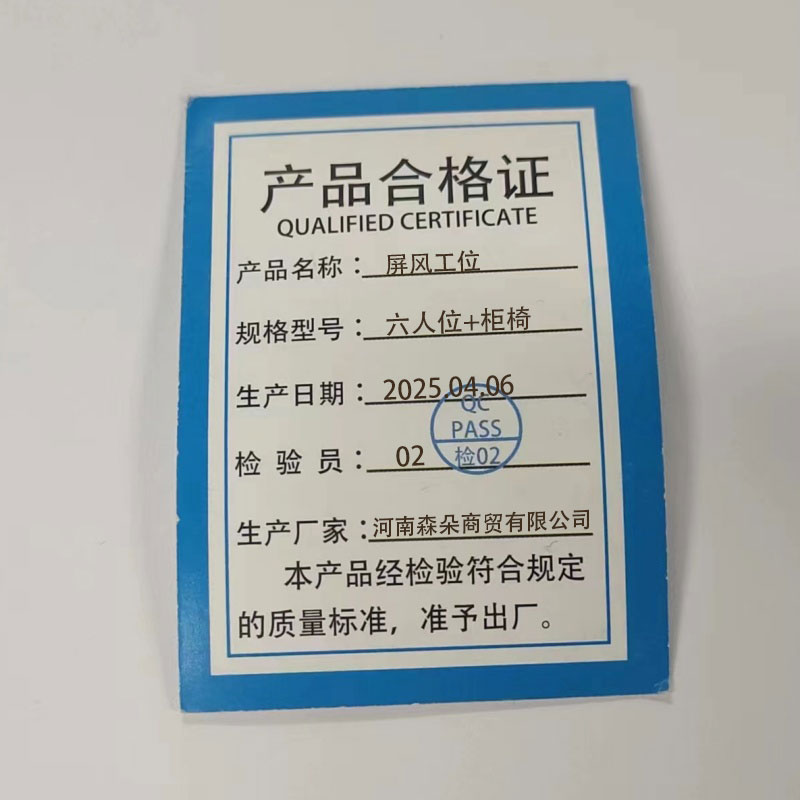 产品合格证
QUALIFIED CERTIFICATE
产品名称：屏风工位
规格型号：六人位+柜椅
生产日期：2025.04.06
QC
PASS
检验员：02
检02
生产厂家：河南森朵商贸有限公司
本产品经检验符合规定
的质量标准，准予出厂。